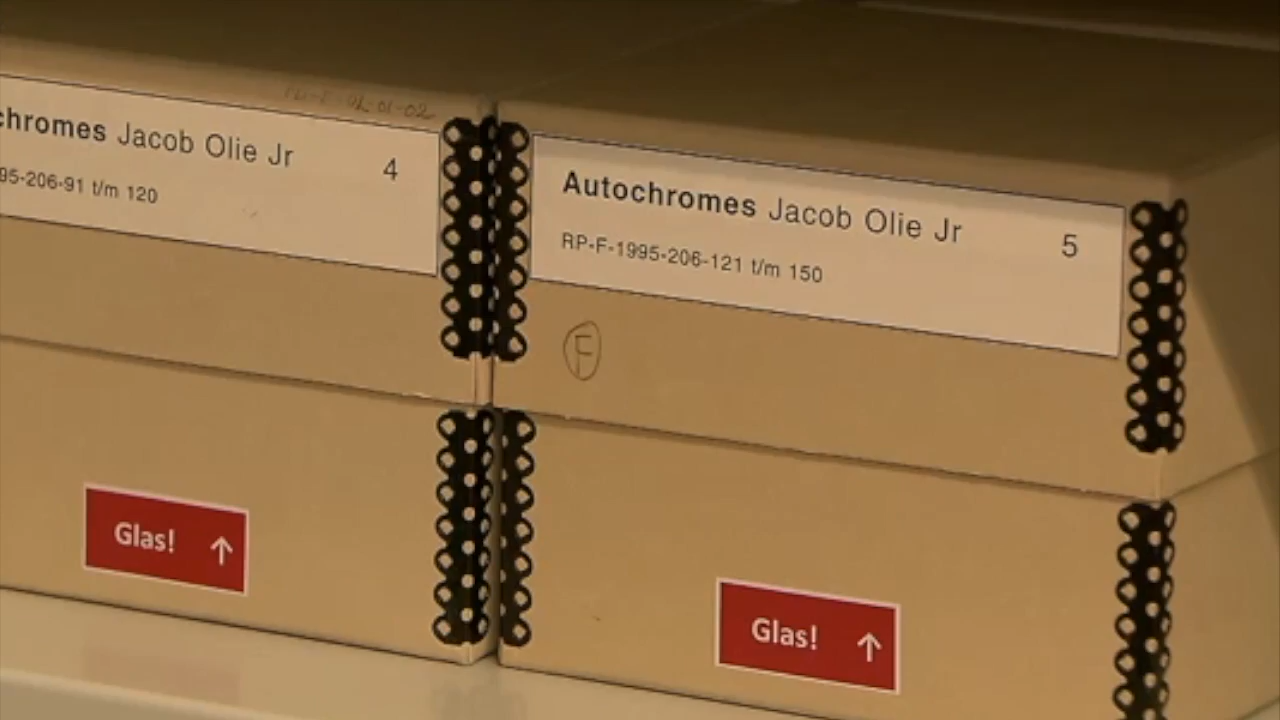 chromes Jacob Olie Jr 4
95-206-91 t/m 120
Glas! ↑
Autochromes Jacob Olie Jr 5
RP-F-1995-206-121 t/m 150
F
Glas! ↑